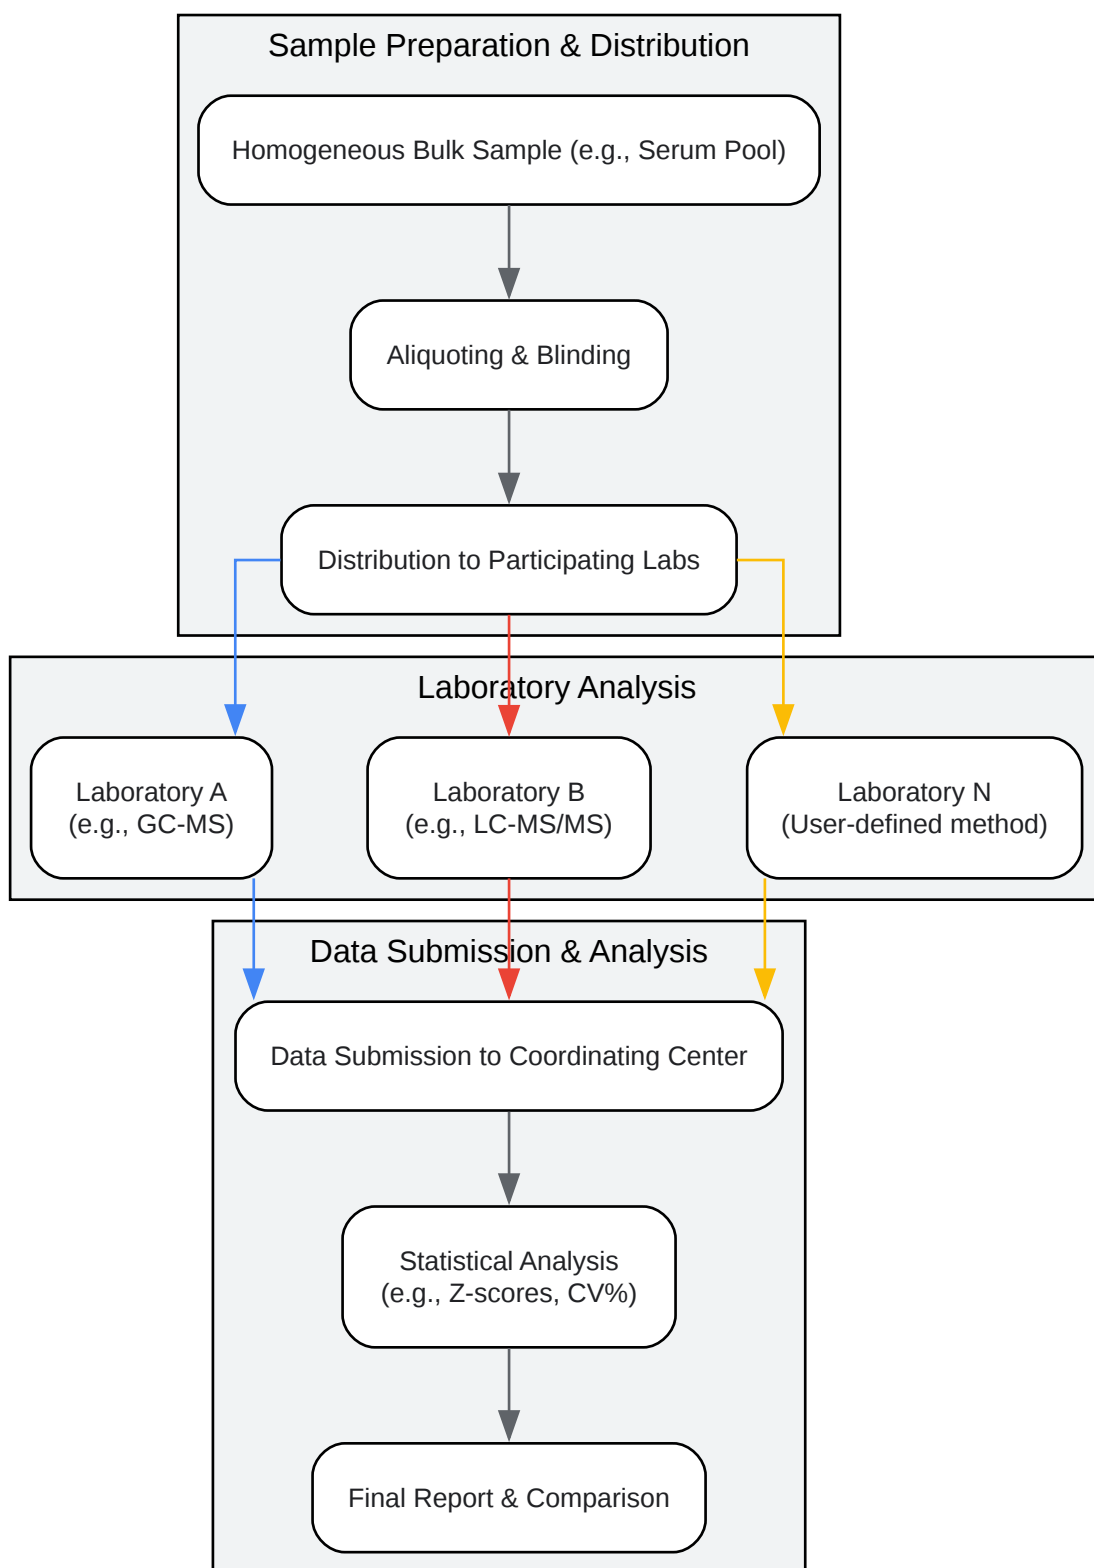 Sample Preparation & Distribution
Homogeneous Bulk Sample (e.g., Serum Pool)
Aliquoting & Blinding
Distribution to Participating Labs
Laboratory Analysis
Laboratory A
(e.g., GC-MS)
Laboratory B
(e.g., LC-MS/MS)
Laboratory N
(User-defined method)
Data Submission & Analysis
Data Submission to Coordinating Center
Statistical Analysis
(e.g., Z-scores, CV%)
Final Report & Comparison